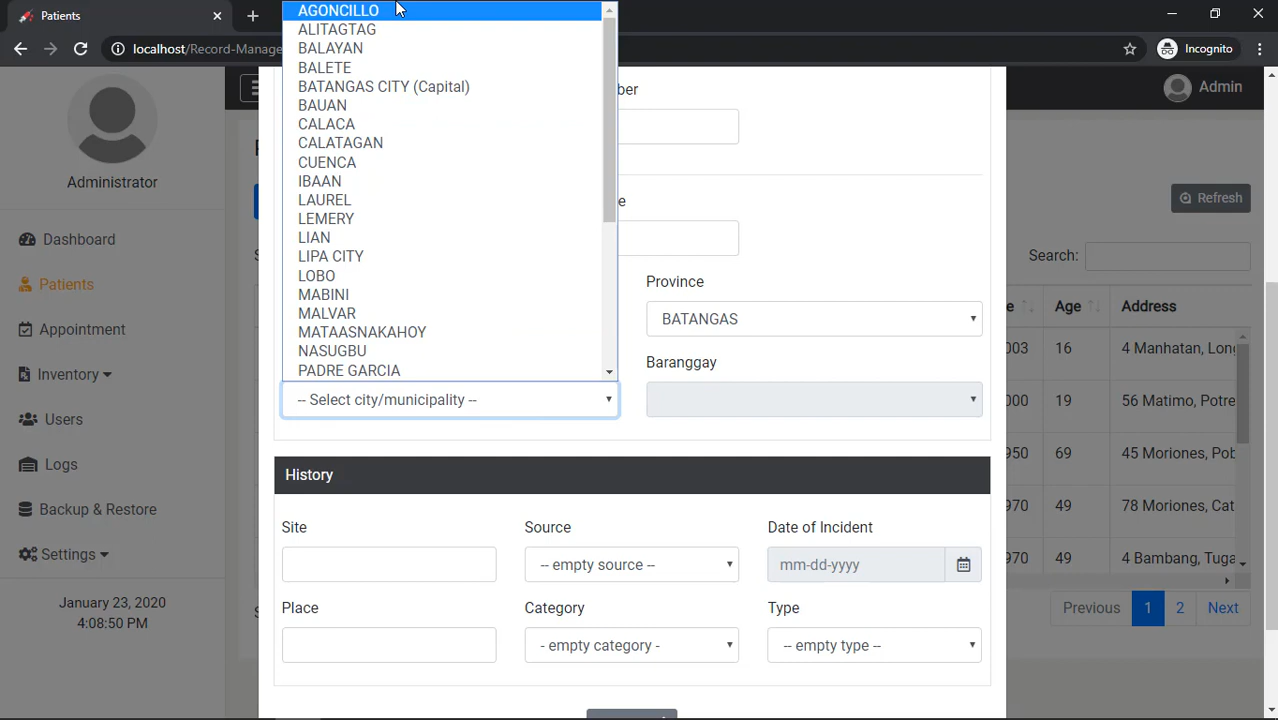 Patients
localhost/Record-Manage
Incognito
Administrator
Dashboard
Patients
Appointment
Inventory
Users
Logs
Backup & Restore
Settings
January 23, 2020
4:08:50 PM
Admin
Refresh
Search:
Age
Address
003 16 4 Manhatan, Long
000 19 56 Matimo, Potre
950 69 45 Moriones, Pob
970 49 78 Moriones, Cat
970 49 4 Bambang, Tuga
Previous 1 2 Next
AGONCILLO
ALITAGTAG
BALAYAN
BALETE
BATANGAS CITY (Capital)
BAUAN
CALACA
CALATAGAN
CUENCA
IBAAN
LAUREL
LEMERY
LIAN
LIPA CITY
LOBO
MABINI
MALVAR
MATAASNAKAHOY
NASUGBU
PADRE GARCIA
-- Select city/municipality --
ber
e
Province
BATANGAS
Baranggay
History
Site Source Date of Incident
-- empty source -- mm-dd-yyyy
Place Category Type
- empty category - -- empty type --